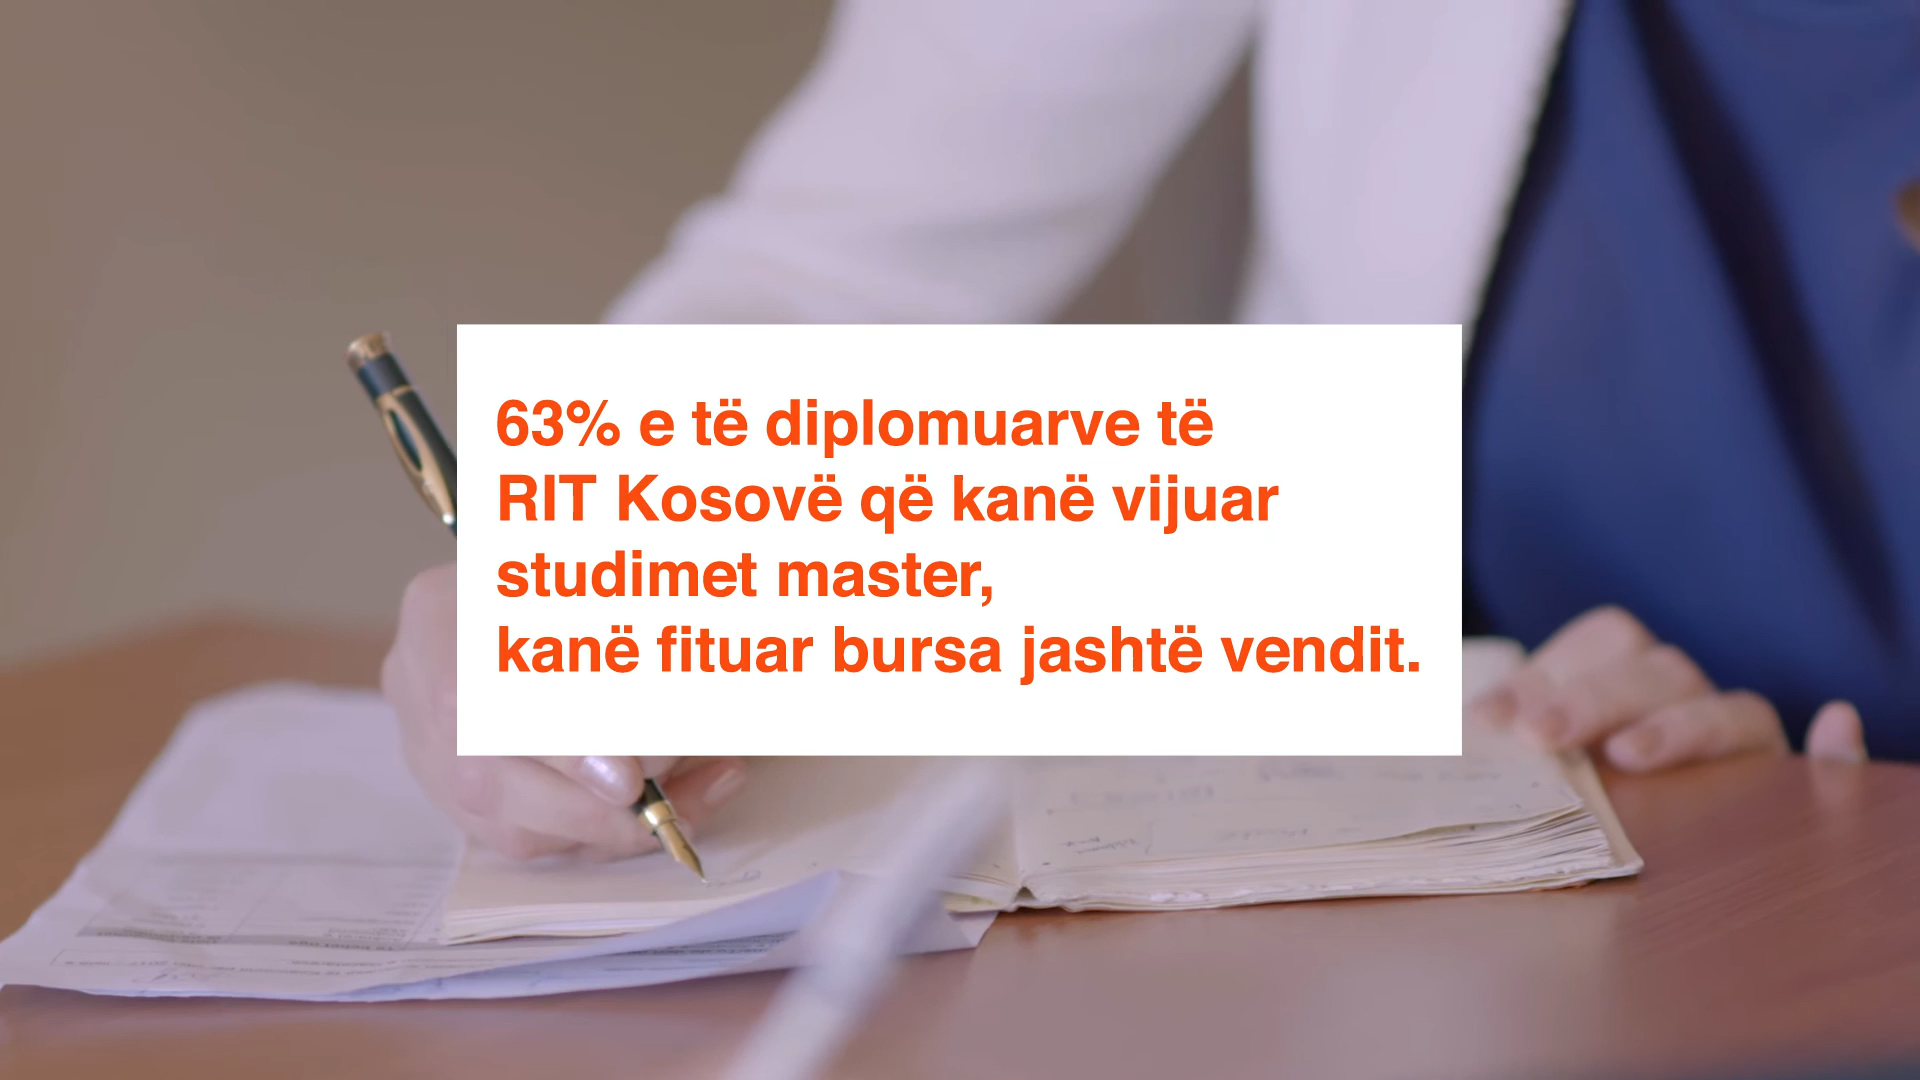 63% e të diplomuarve të
RIT Kosovë që kanë vijuar
studimet master,
kanë fituar bursa jashtë vendit.